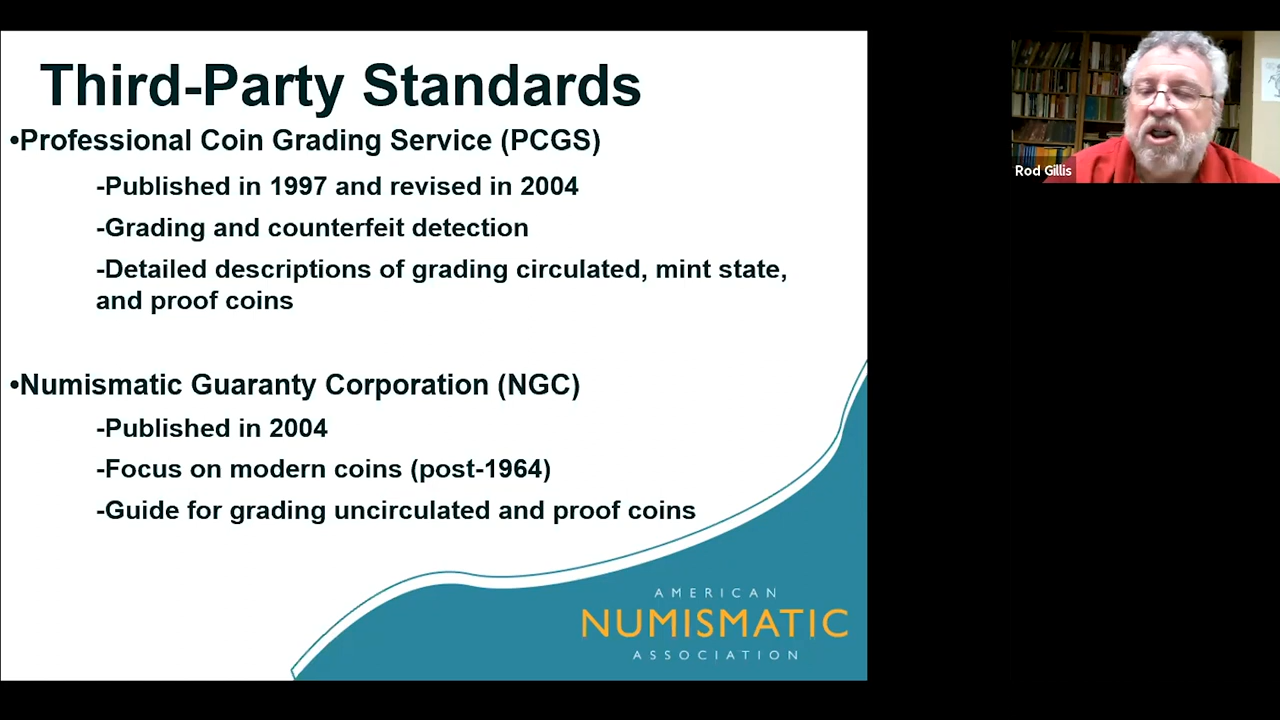 Third-Party Standards
•Professional Coin Grading Service (PCGS)
-Published in 1997 and revised in 2004
-Grading and counterfeit detection
-Detailed descriptions of grading circulated, mint state,
and proof coins
•Numismatic Guaranty Corporation (NGC)
-Published in 2004
-Focus on modern coins (post-1964)
-Guide for grading uncirculated and proof coins
AMERICAN
NUMISMATIC
ASSOCIATION
Rod Gillis